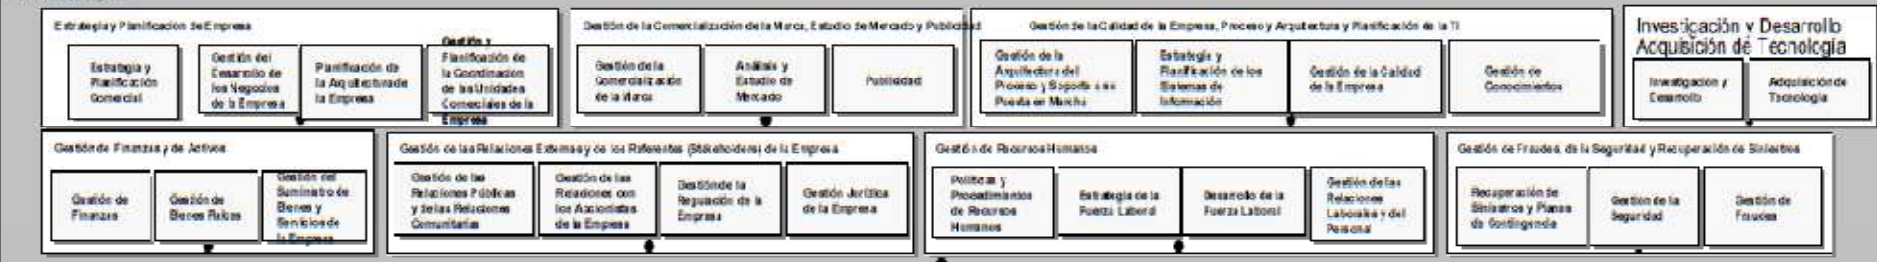 Estrategia y Planificación de Empresa
Estrategia y
Planificación
Comercial
Gestión del
Desarrollo de
los Negocios
de la Empresa
Planificación de
la Arquitectura de
la Empresa
Gestión y
Planificación de
la Coordinacion
de las Unidades
Comerciales de la
Empresa
Gestión de la Comercialización de la Marca, Estudio de Mercado y Publicidad
Gestión de la
Comercialización
de la Marca
Análisis y
Estudio de
Mercado
Publicidad
Gestión de la Calidad de la Empresa, Proceso y Arquitectura y Planificación de la TI
Gestión de la
Arquitectura del
Proceso y Soporte a su
Puesta en Marcha
Estrategia y
Planificación de los
Sistemas de
Información
Gestión de la Calidad
de la Empresa
Gestión de
Conocimientos
Investigación y Desarrollo
Acquisición de Tecnología
Investigación y
Desarrollo
Adquisición de
Tecnología
Gestión de Finanzas y de Activos
Gestión de
Finanzas
Gestión de
Bienes Raíces
Gestión del
Suministro de
Bienes y
Servicios de
la Empresa
Gestión de las Relaciones Externas y de los Referentes (Stakeholders) de la Empresa
Gestión de las
Relaciones Públicas
y de las Relaciones
Comunitarias
Gestión de las
Relaciones con
los Accionistas
de la Empresa
Gestión de la
Regulación de la
Empresa
Gestión Jurídica
de la Empresa
Gestión de Recursos Humanos
Políticas y
Procedimientos
de Recursos
Humanos
Estrategia de la
Fuerza Laboral
Desarrollo de la
Fuerza Laboral
Gestión de las
Relaciones
Laborales y del
Personal
Gestión de Fraudes, de la Seguridad y Recuperación de Siniestros
Recuperación de
Siniestros y Planes
de Contingencia
Gestión de la
Seguridad
Gestión de
Fraudes